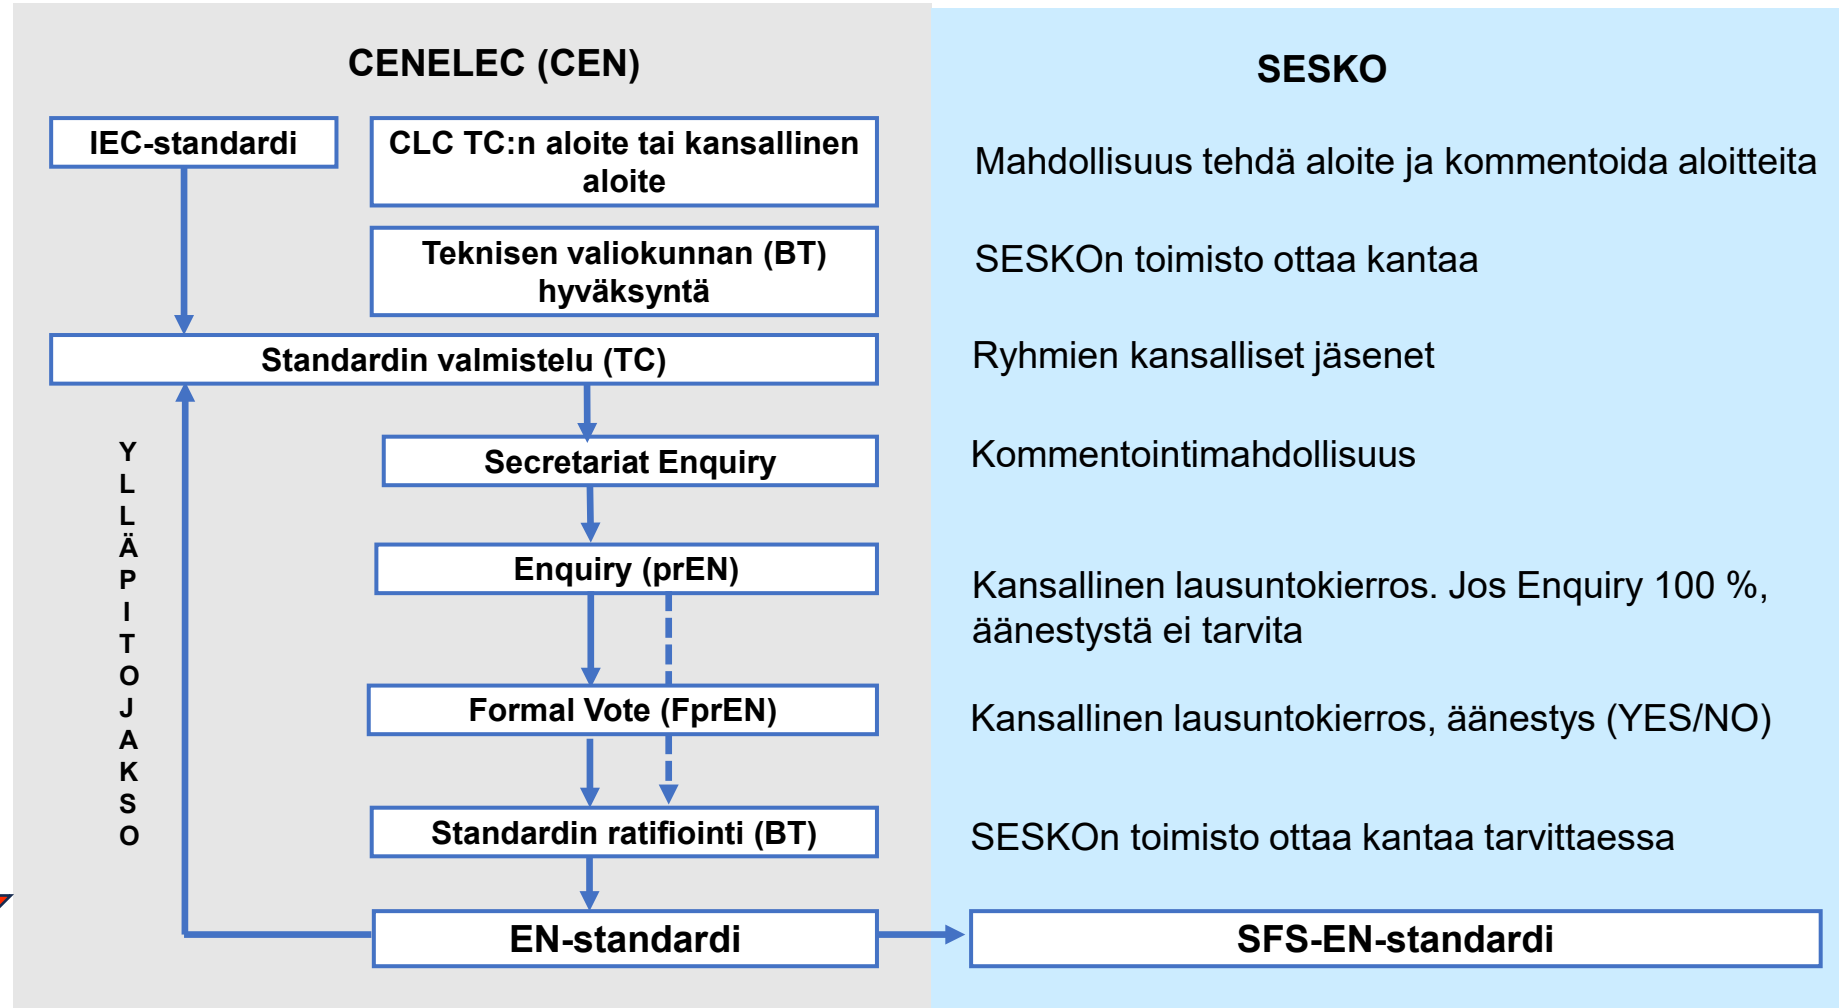 CENELEC (CEN)
SESKO
IEC-standardi
CLC TC:n aloite tai kansallinen
aloite
Mahdollisuus tehdä aloite ja kommentoida aloitteita
Teknisen valiokunnan (BT)
hyväksyntä
SESKOn toimisto ottaa kantaa
Standardin valmistelu (TC)
Ryhmien kansalliset jäsenet
YLLÄPITOJAKSO
Secretariat Enquiry
Kommentointimahdollisuus
Enquiry (prEN)
Kansallinen lausuntokierros. Jos Enquiry 100 %,
äänestystä ei tarvita
Formal Vote (FprEN)
Kansallinen lausuntokierros, äänestys (YES/NO)
Standardin ratifiointi (BT)
SESKOn toimisto ottaa kantaa tarvittaessa
EN-standardi
SFS-EN-standardi